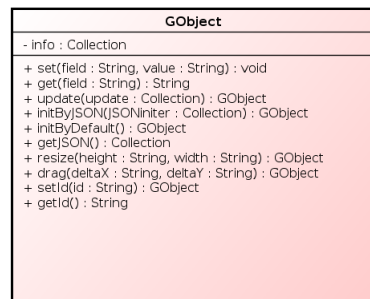 GObject
- info : Collection
+ set(field : String, value : String) : void
+ get(field : String) : String
+ update(update : Collection) : GObject
+ initByJSON(JSONiniter : Collection) : GObject
+ initByDefault() : GObject
+ getJSON() : Collection
+ resize(height : String, width : String) : GObject
+ drag(deltaX : String, deltaY : String) : GObject
+ setId(id : String) : GObject
+ getId() : String